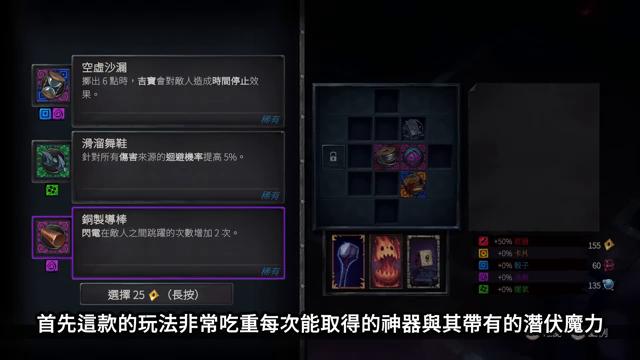 空虛沙漏
擲出 6 點時，吉寶會對敵人造成時間停止效
果。
稀有
滑溜舞鞋
針對所有傷害來源的迴避機率提高 5%。
稀有
銅製導棒
閃電在敵人之間跳躍的次數增加 2 次。
稀有
選擇 25 （長按）
+50%
155
+0% 卡片
+0% 骰子
60
+0%
+0%
135
首先這款的玩法非常吃重每次能取得的神器與其帶有的潛伏魔力